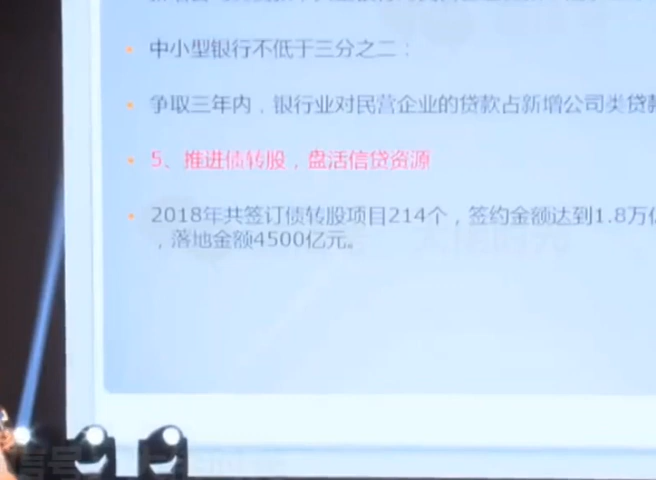 中小型银行不低于三分之二：
争取三年内，银行业对民营企业的贷款占新增公司类贷款
5、推进债转股，盘活信贷资源
2018年共签订债转股项目214个，签约金额达到1.8万亿
，落地金额4500亿元。